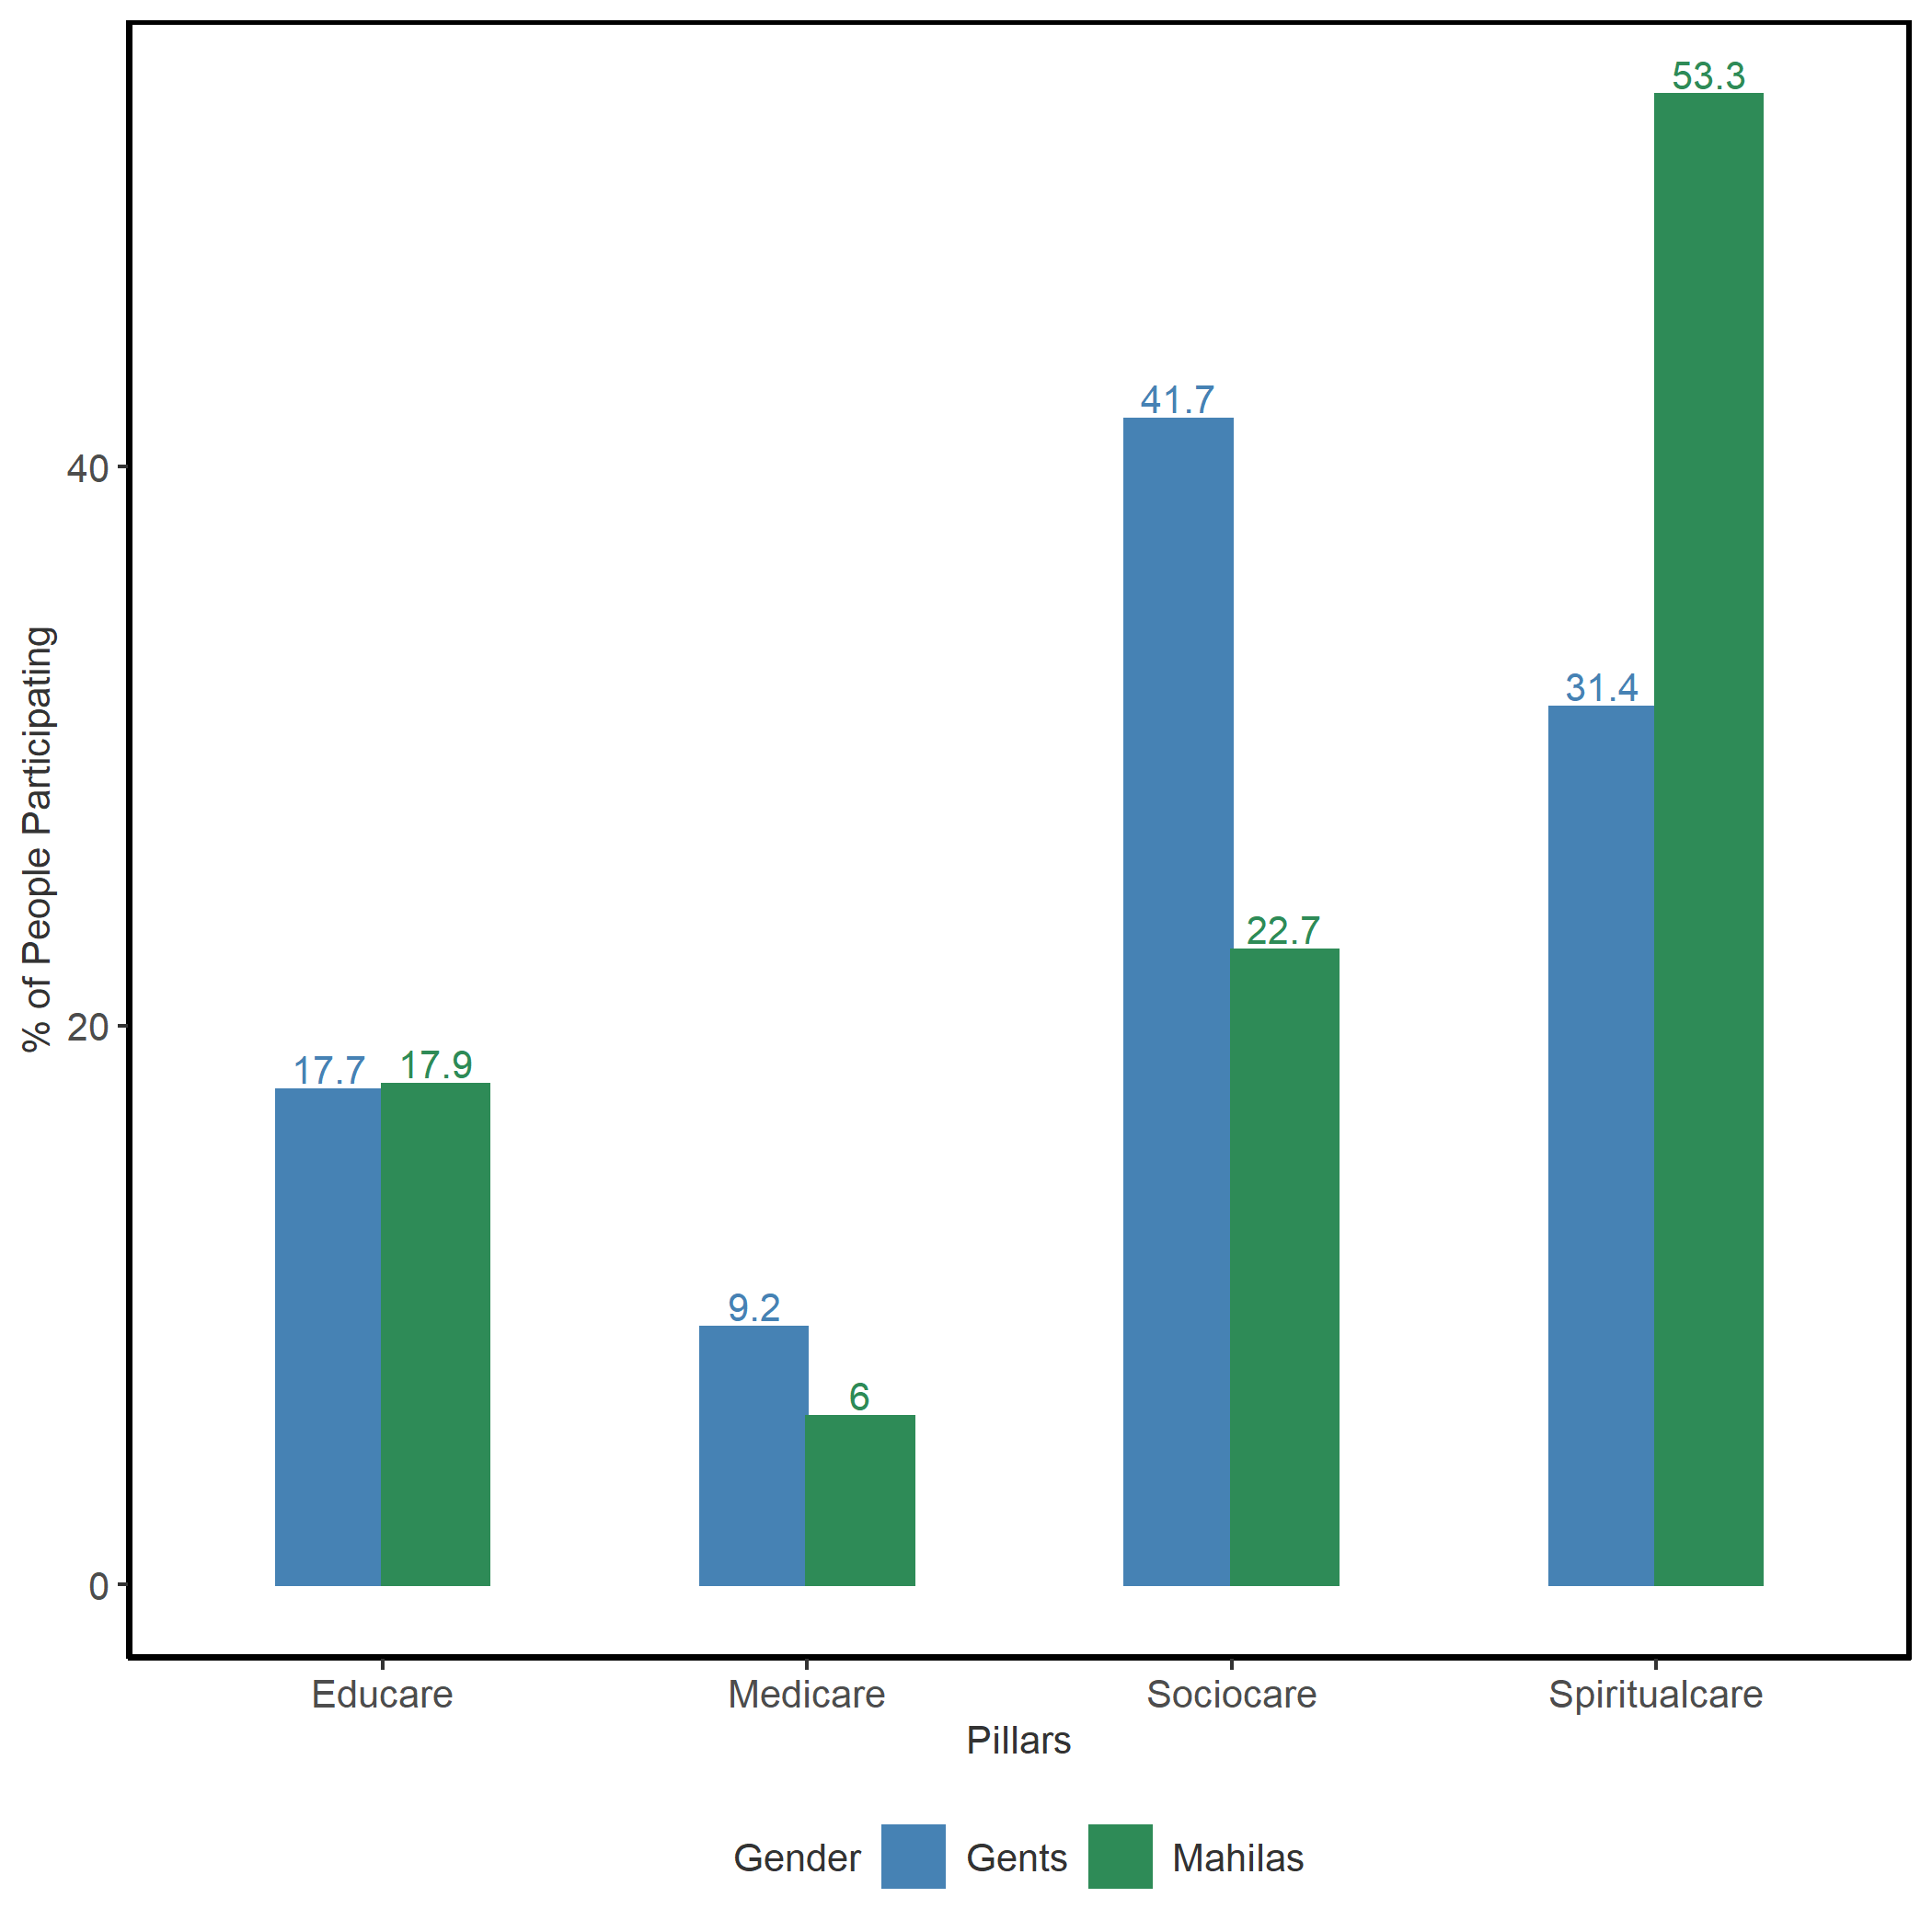 53.3
41.7
40
31.4
22.7
20
17.7 17.9
9.2
6
0
% of People Participating
Educare Medicare Sociocare Spiritualcare
Pillars
Gender Gents Mahilas